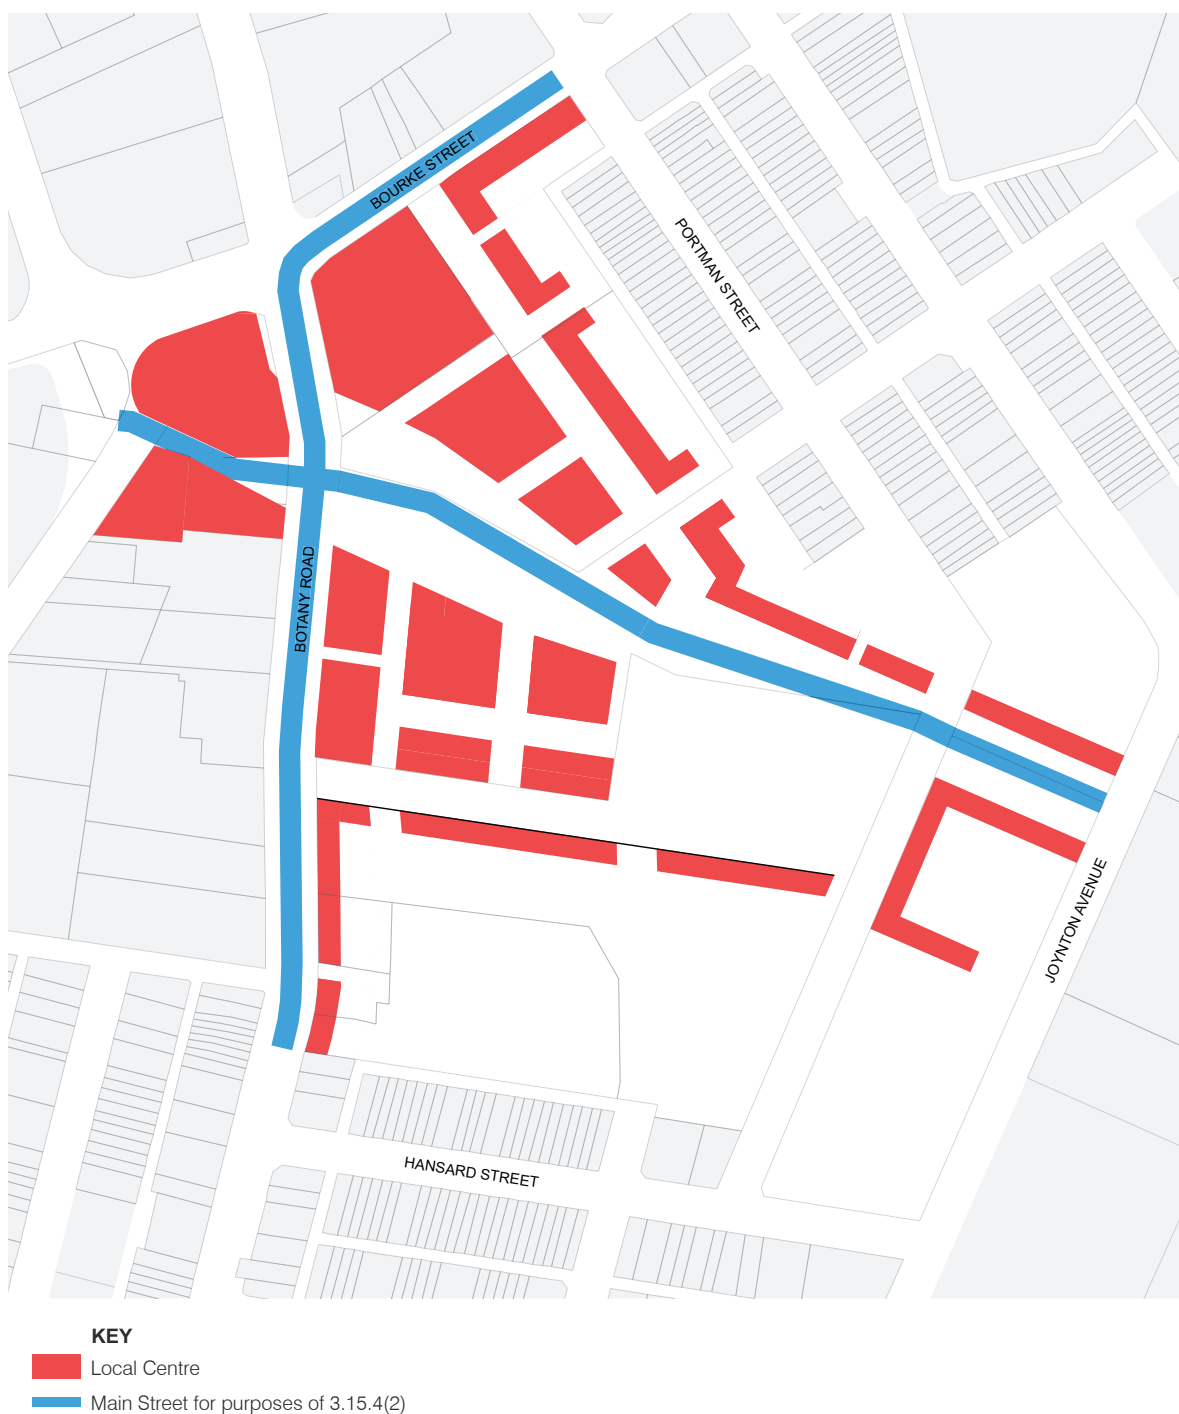 BOURKE STREET
PORTMAN STREET
BOTANY ROAD
JOYNTON AVENUE
HANSARD STREET
KEY
Local Centre
Main Street for purposes of 3.15.4(2)